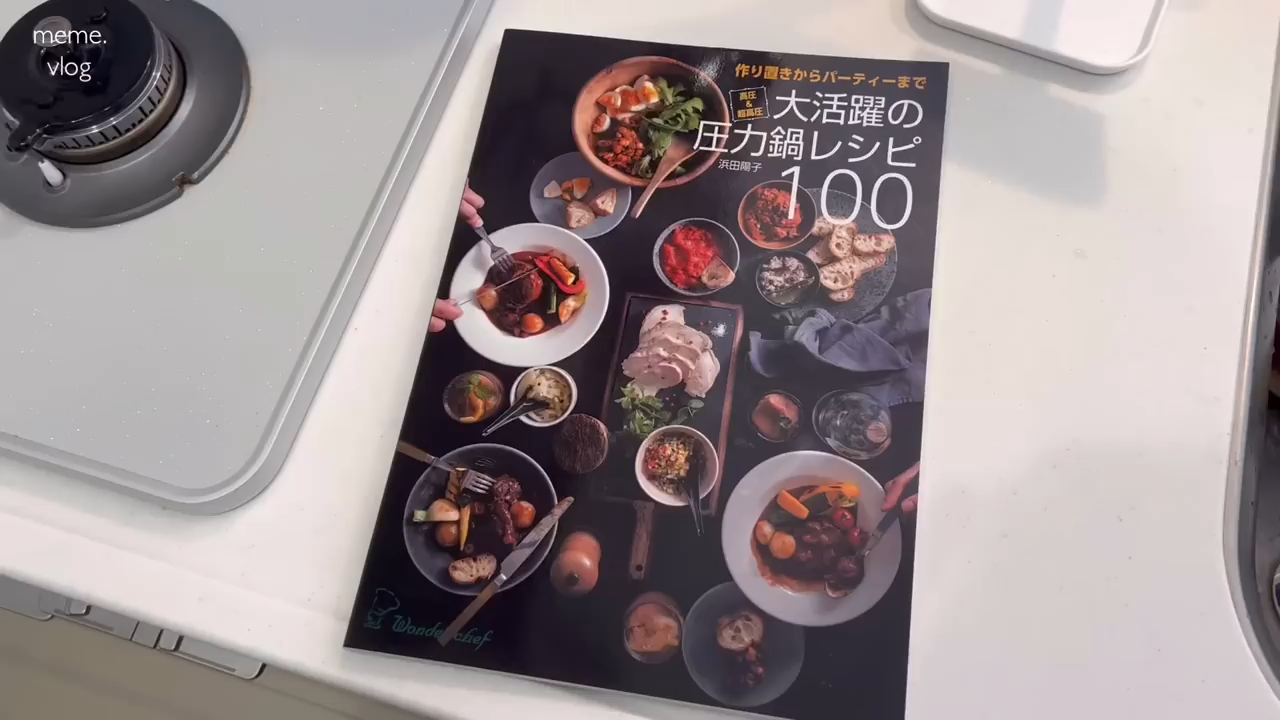 meme.
vlog
作り置きからパーティーまで
高圧
&
超高圧
大活躍の
圧力鍋レシピ
浜田陽子
100
Wonder chef